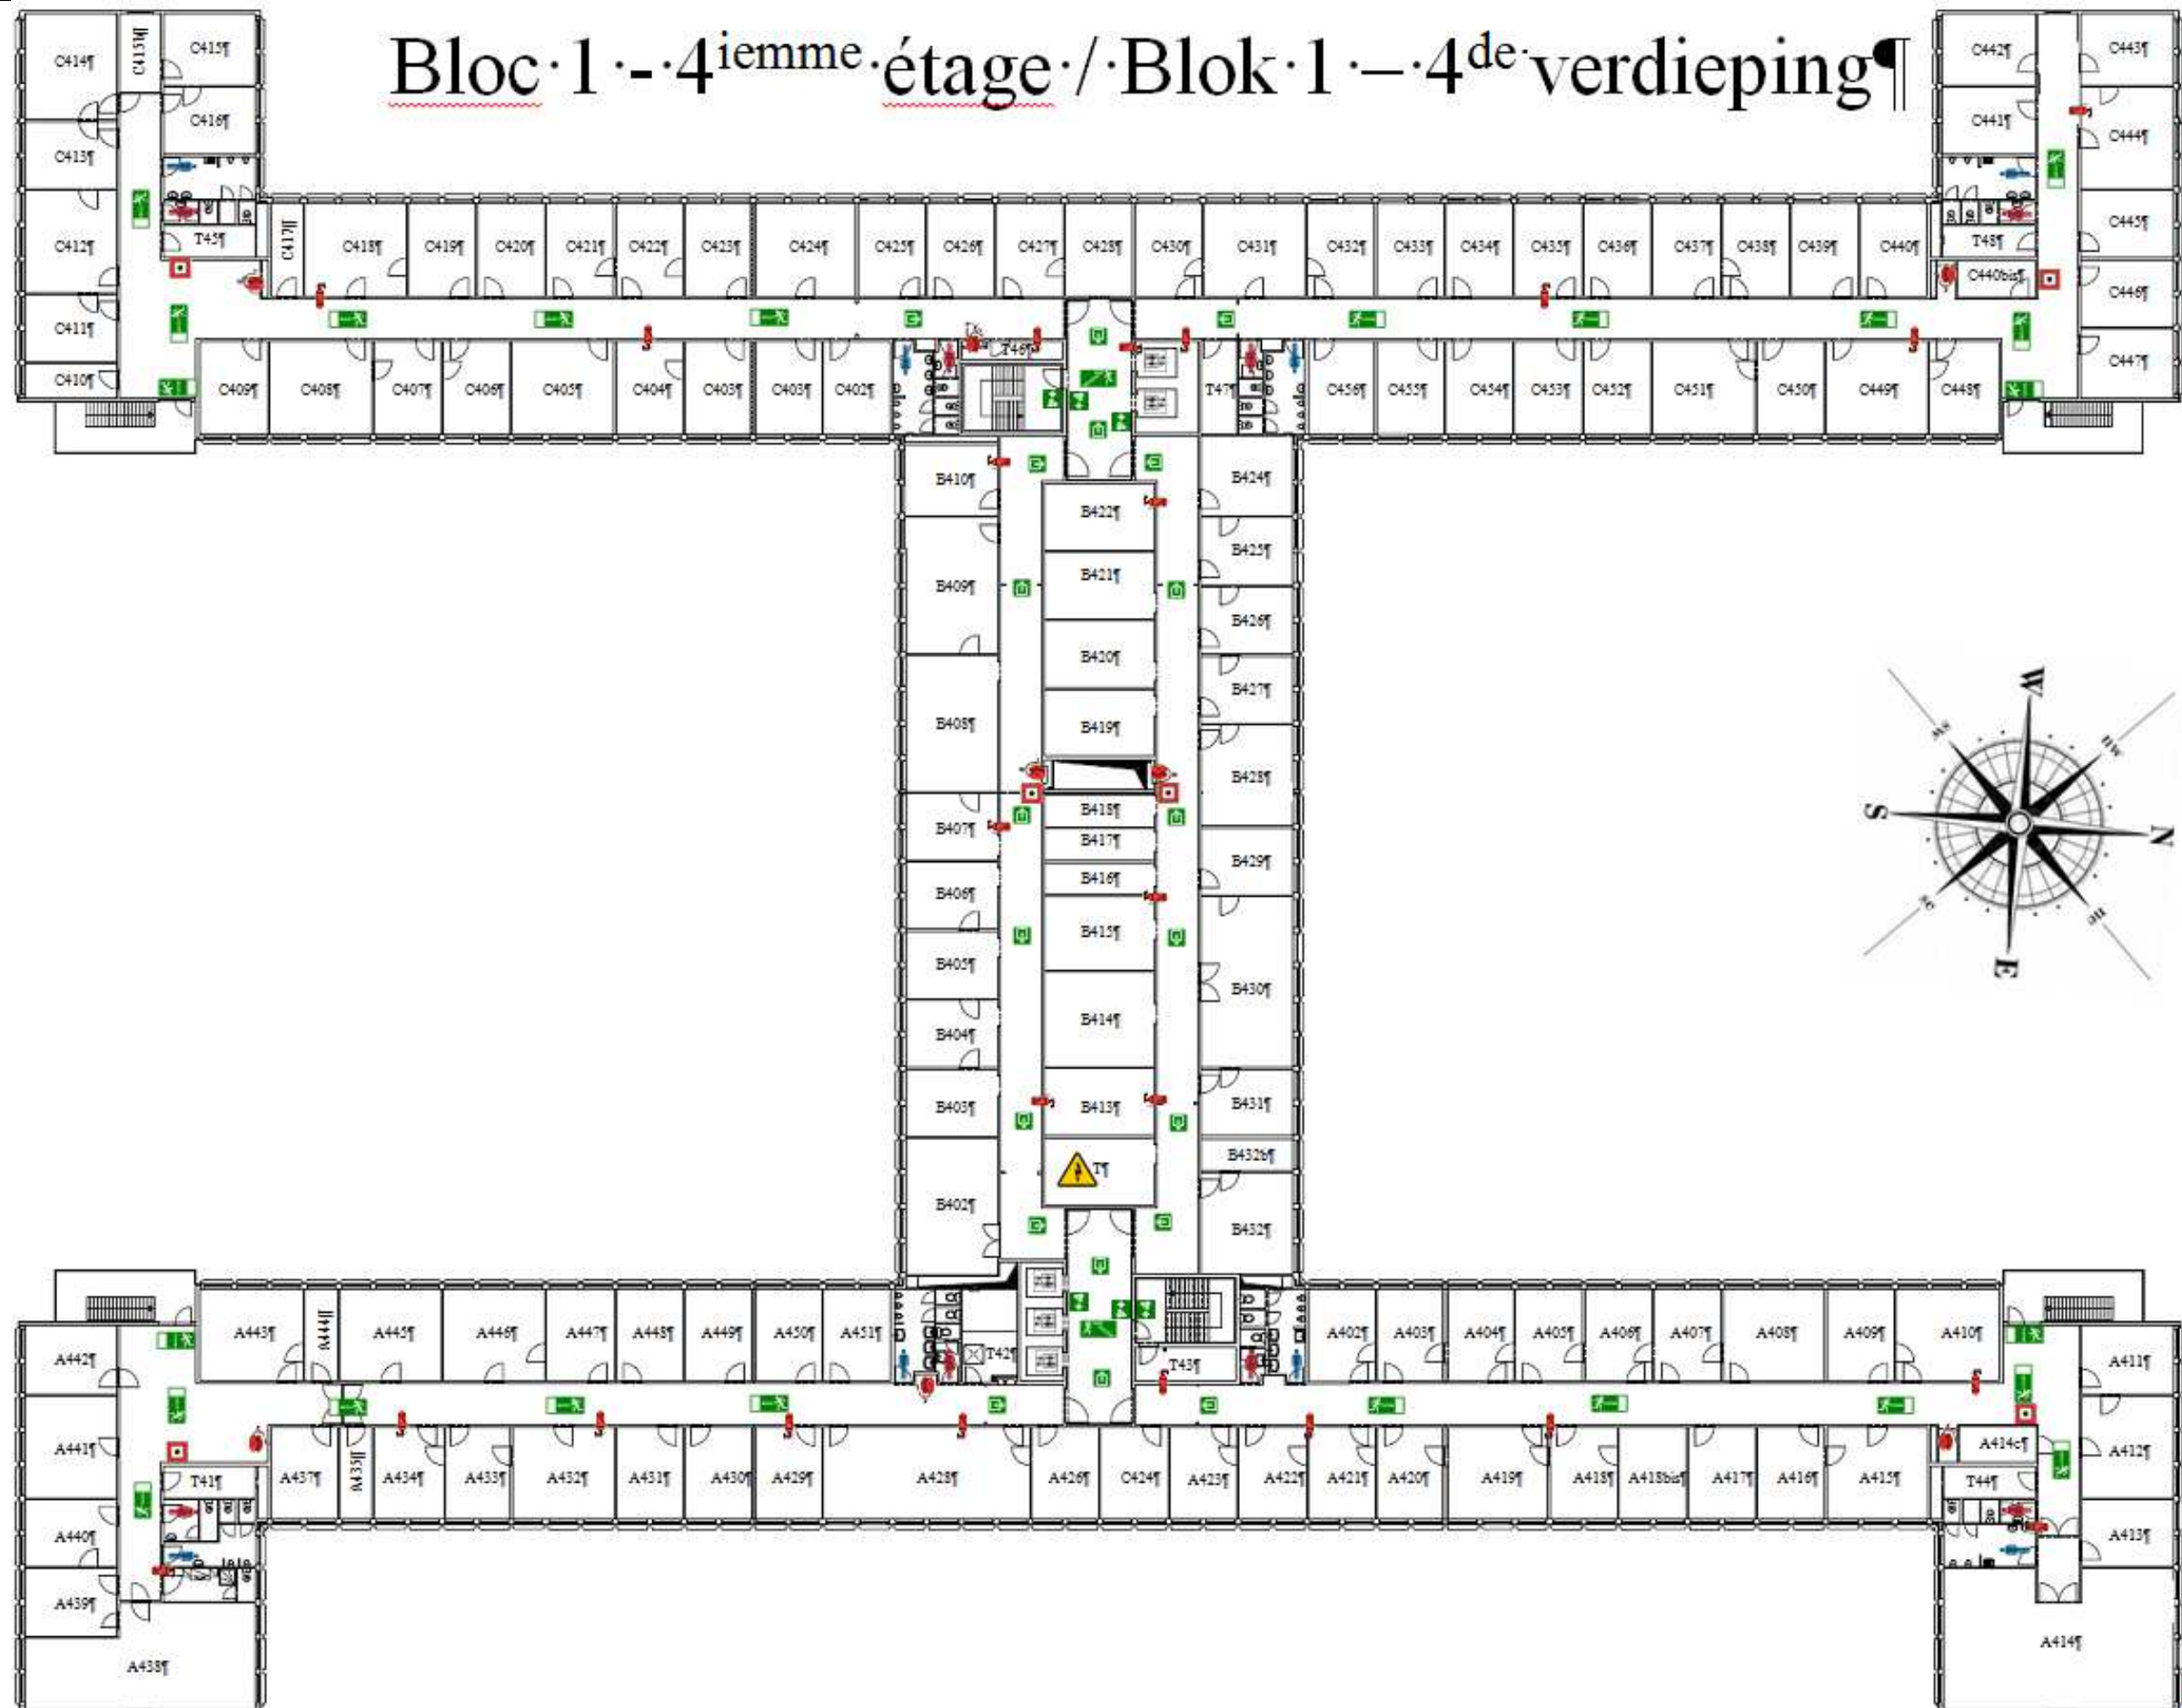 Bloc·1·-·4iemme·étage·/·Blok·1·–·4de·verdieping¶
C414¶ C415b¶ C415¶ C442¶ C443¶
C416¶ C441¶ C444¶
C413¶
C412¶ T45¶ C417¶ C418¶ C419¶ C420¶ C421¶ C422¶ C423¶ C424¶ C425¶ C426¶ C427¶ C428¶ C430¶ C431¶ C432¶ C433¶ C434¶ C435¶ C436¶ C437¶ C438¶ C439¶ C440¶ T48¶ C445¶
C440bis¶ C446¶
C411¶
T46¶
C410¶ C409¶ C408¶ C407¶ C406¶ C405¶ C404¶ C403¶ C403¶ C402¶ T47¶ C456¶ C455¶ C454¶ C453¶ C452¶ C451¶ C450¶ C449¶ C448¶ C447¶
B410¶ B422¶ B424¶
B409¶ B421¶ B425¶
B426¶
B420¶
B427¶
B408¶ B419¶
B428¶
B407¶ B418¶
B417¶
B429¶
B406¶ B416¶
B405¶ B415¶
B430¶
B404¶ B414¶
B403¶ B413¶ B431¶
B432b¶
T¶
B402¶ B432¶
W
nw
N
ne
E
se
S
sw
A442¶ A443¶ A444¶ A445¶ A446¶ A447¶ A448¶ A449¶ A450¶ A451¶ T42¶ T43¶ A402¶ A403¶ A404¶ A405¶ A406¶ A407¶ A408¶ A409¶ A410¶ A411¶
A441¶ A414c¶ A412¶
T41¶ A437¶ A435¶ A434¶ A433¶ A432¶ A431¶ A430¶ A429¶ A428¶ A426¶ C424¶ A423¶ A422¶ A421¶ A420¶ A419¶ A418¶ A418bis¶ A417¶ A416¶ A415¶ T44¶
A440¶ A413¶
A439¶
A438¶ A414¶